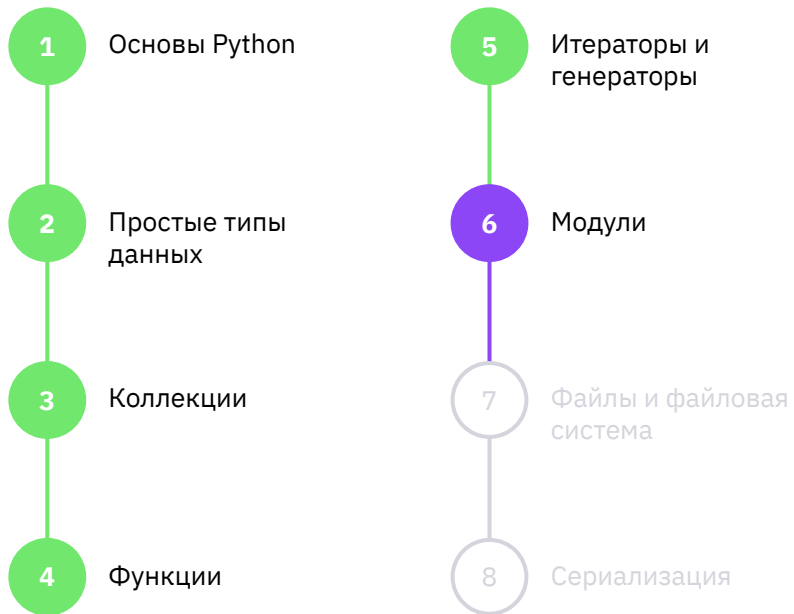 1
Основы Python
2
Простые типы
данных
3
Коллекции
4
Функции
5
Итераторы и
генераторы
6
Модули
7
Файлы и файловая
система
8
Сериализация